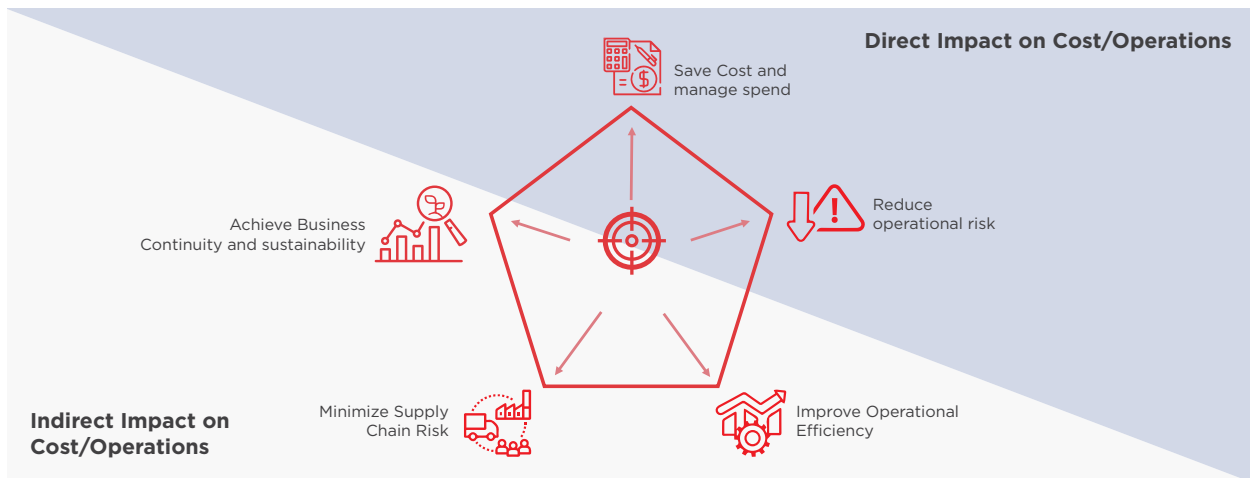 Direct Impact on Cost/Operations
Save Cost and
manage spend
Achieve Business
Continuity and sustainability
Reduce
operational risk
Indirect Impact on
Cost/Operations
Minimize Supply
Chain Risk
Improve Operational
Efficiency